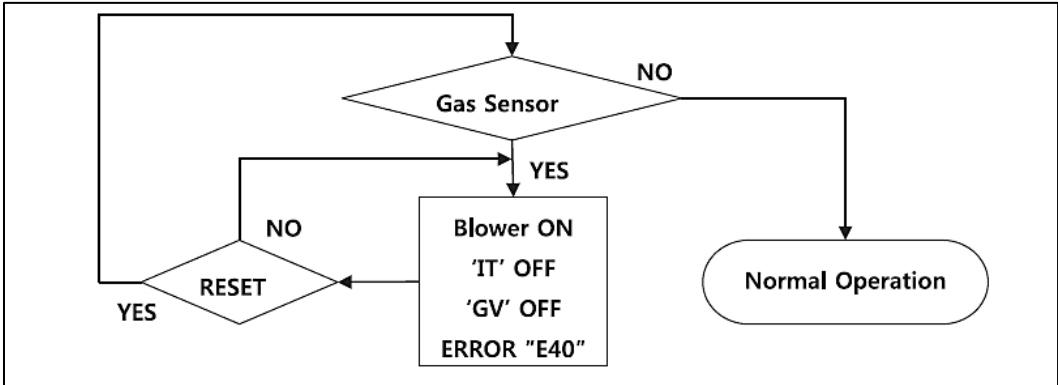 NO
Gas Sensor
YES
Blower ON
'IT' OFF
'GV' OFF
ERROR "E40"
NO
RESET
YES
Normal Operation